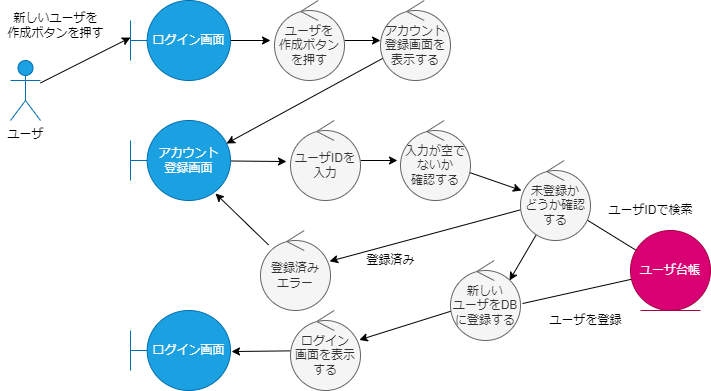 新しいユーザを
作成ボタンを押す
ユーザ
ログイン画面
ユーザを
作成ボタン
を押す
アカウント
登録画面を
表示する
アカウント
登録画面
ユーザIDを
入力
入力が空で
ないか
確認する
未登録か
どうか確認
する
ユーザIDで検索
ユーザ台帳
登録済み
登録済み
エラー
新しい
ユーザをDB
に登録する
ユーザを登録
ログイン
画面を表示
する
ログイン画面